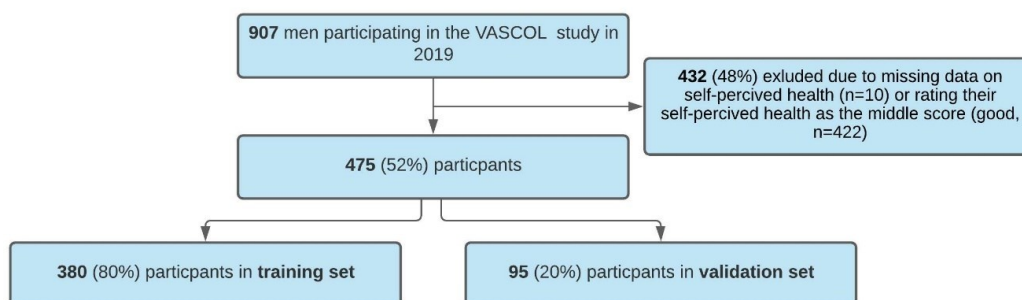 907 men participating in the VASCOL study in
2019
432 (48%) exluded due to missing data on
self-percived health (n=10) or rating their
self-percived health as the middle score (good,
n=422)
475 (52%) particpants
380 (80%) particpants in training set
95 (20%) particpants in validation set